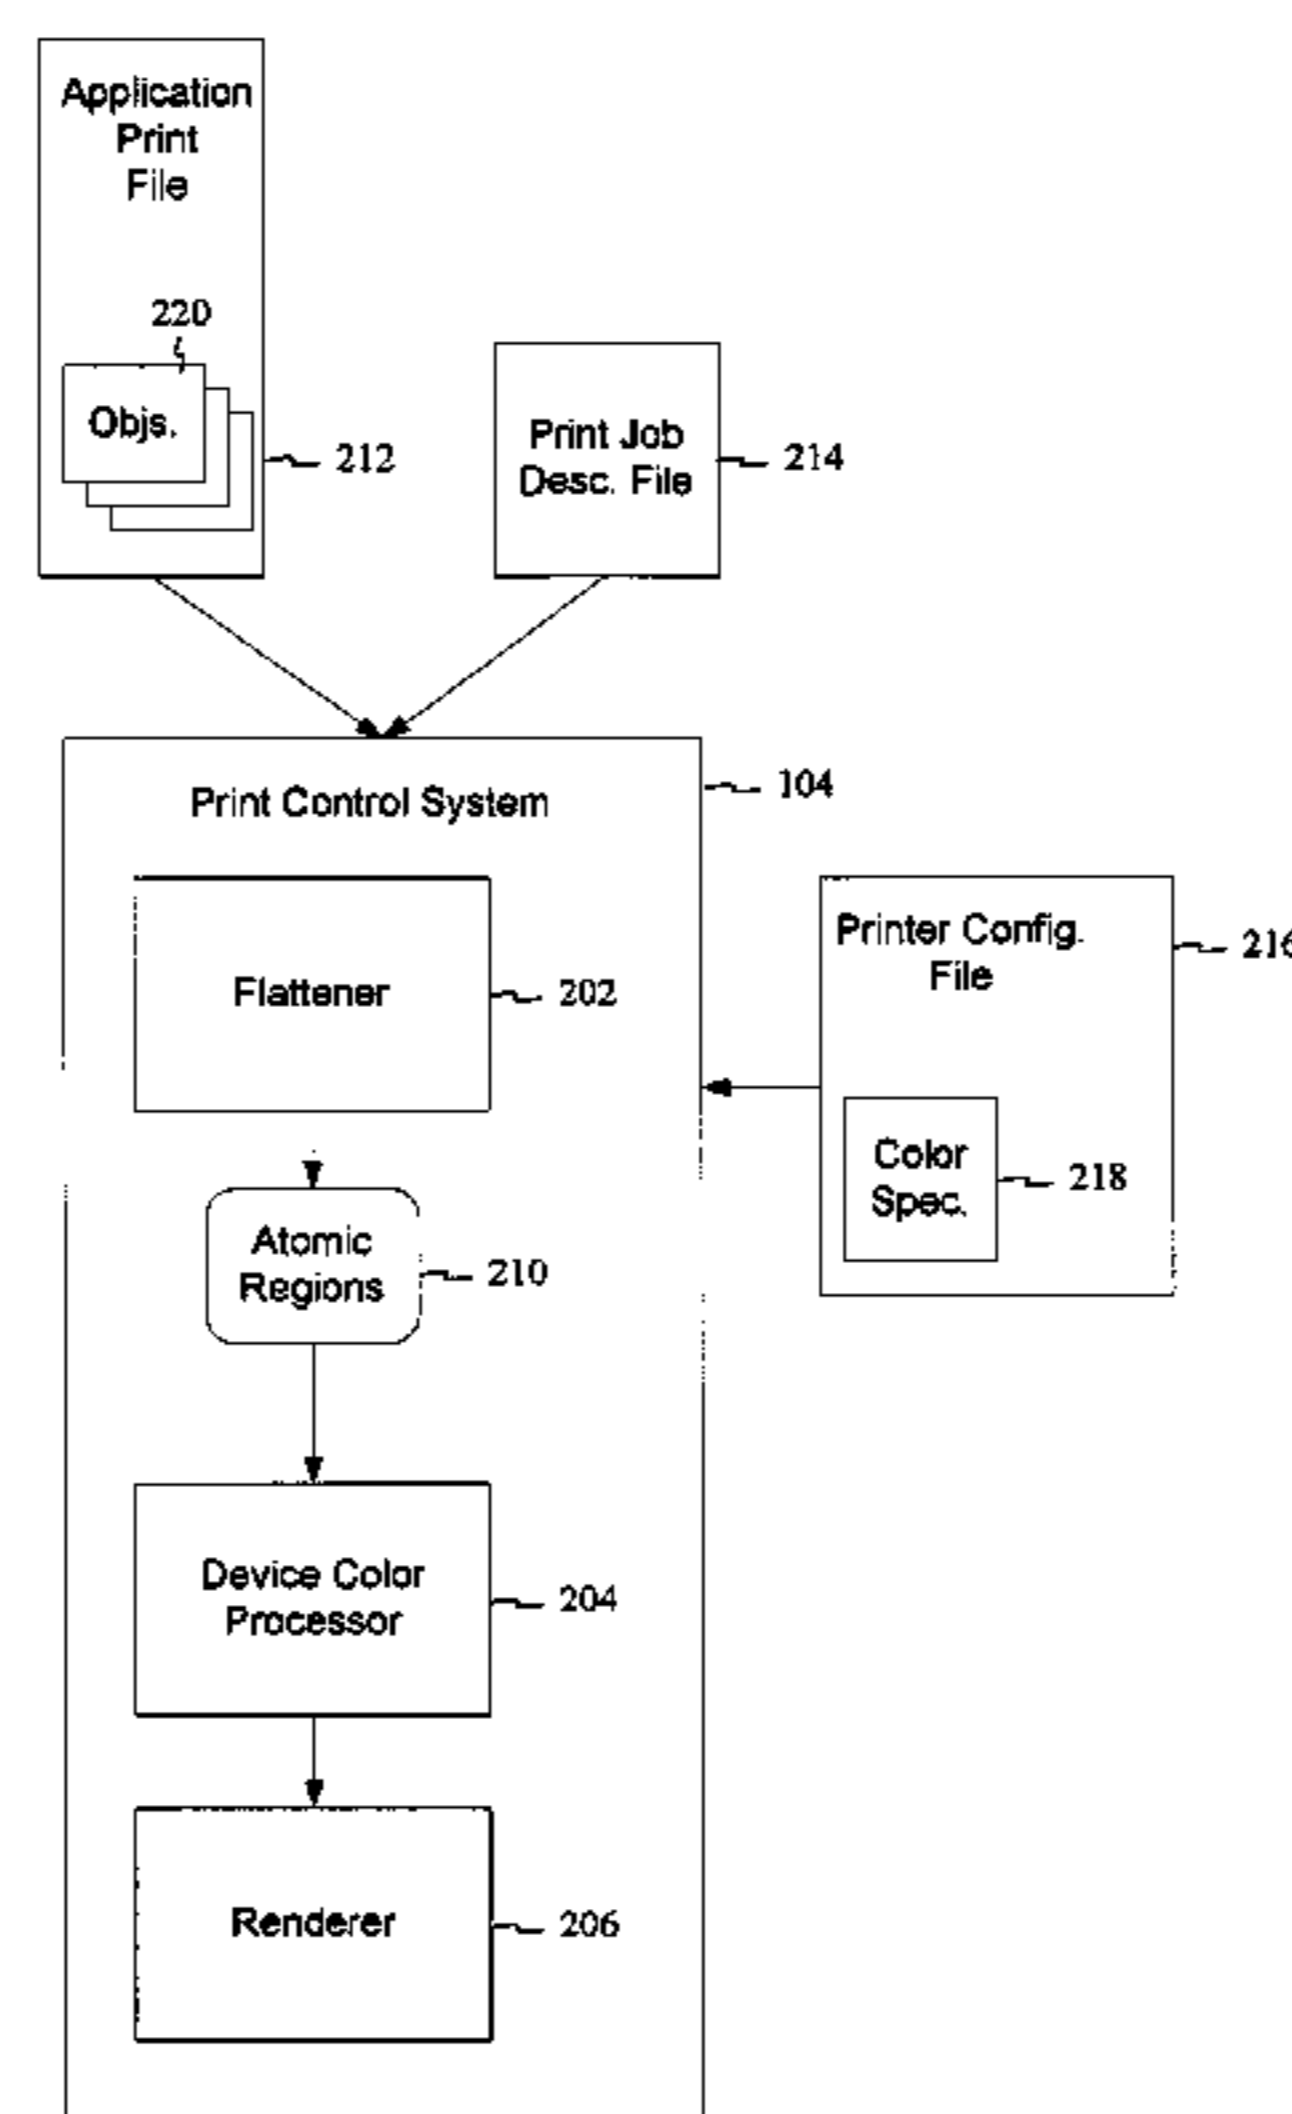 Application
Print
File
220
Objs.
212
Print Job
Desc. File
214
Print Control System
104
Flattener
202
Printer Config.
File
216
Color
Spec.
218
Atomic
Regions
210
Device Color
Processor
204
Renderer
206